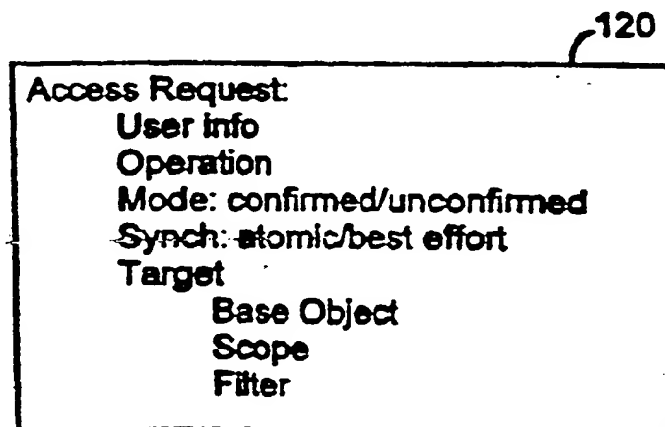 120
Access Request:
User info
Operation
Mode: confirmed/unconfirmed
Synch: atomic/best effort
Target
Base Object
Scope
Filter